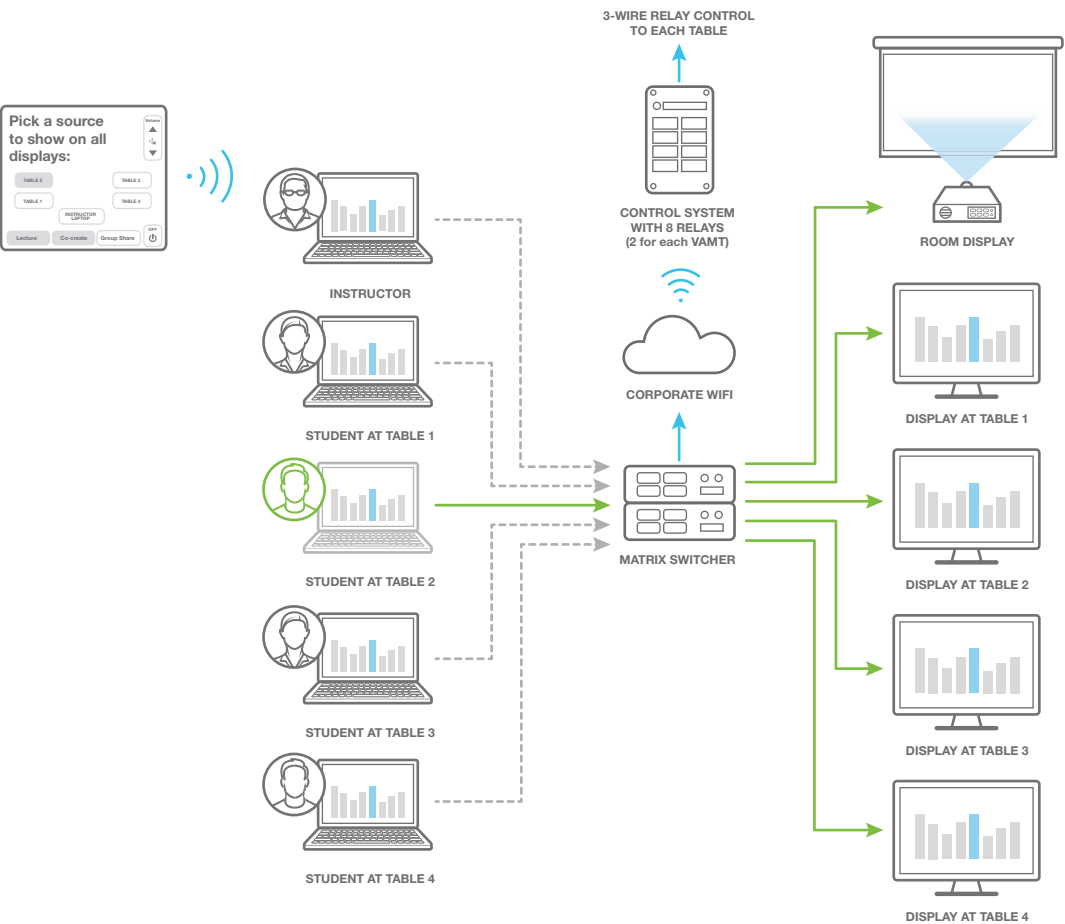 3-WIRE RELAY CONTROL
TO EACH TABLE
Pick a source
to show on all
displays:
Volume
TABLE 2
TABLE 3
TABLE 1
TABLE 4
INSTRUCTOR
LAPTOP
Lecture
Co-create
Group Share
OFF
CONTROL SYSTEM
WITH 8 RELAYS
(2 for each VAMT)
ROOM DISPLAY
INSTRUCTOR
CORPORATE WIFI
DISPLAY AT TABLE 1
STUDENT AT TABLE 1
MATRIX SWITCHER
STUDENT AT TABLE 2
DISPLAY AT TABLE 2
STUDENT AT TABLE 3
DISPLAY AT TABLE 3
STUDENT AT TABLE 4
DISPLAY AT TABLE 4